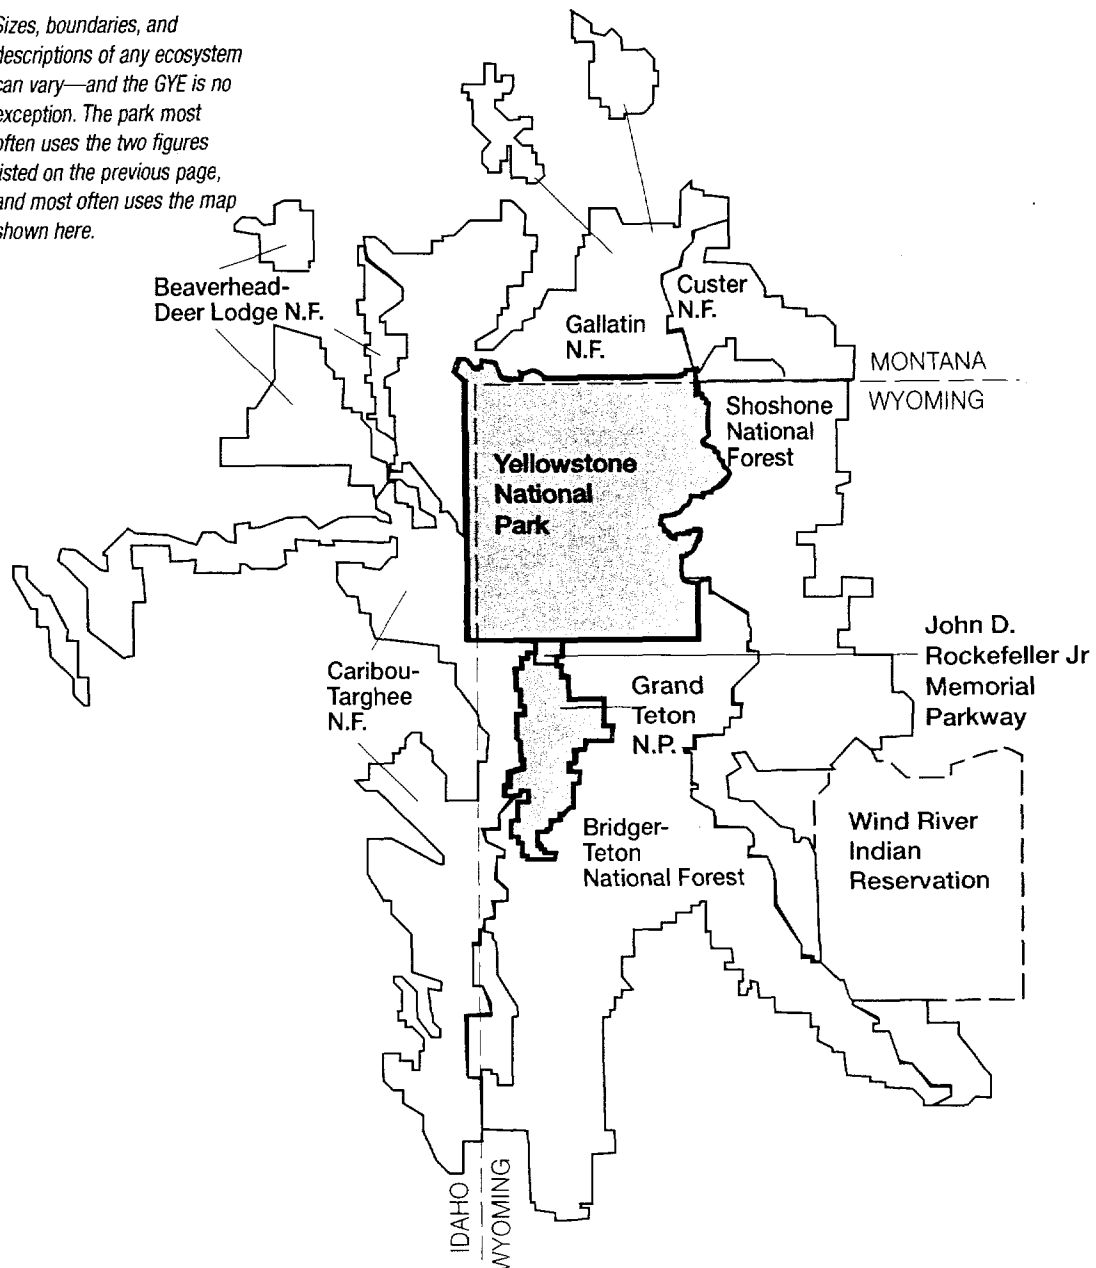 Sizes, boundaries, and
descriptions of any ecosystem
can vary—and the GYE is no
exception. The park most
often uses the two figures
listed on the previous page,
and most often uses the map
shown here.
Beaverhead-
Deer Lodge N.F.
Gallatin
N.F.
Custer
N.F.
MONTANA
WYOMING
Shoshone
National
Forest
Yellowstone
National
Park
John D.
Rockefeller Jr
Memorial
Parkway
Caribou-
Targhee
N.F.
Grand
Teton
N.P.
Bridger-
Teton
National Forest
Wind River
Indian
Reservation
IDAHO
WYOMING